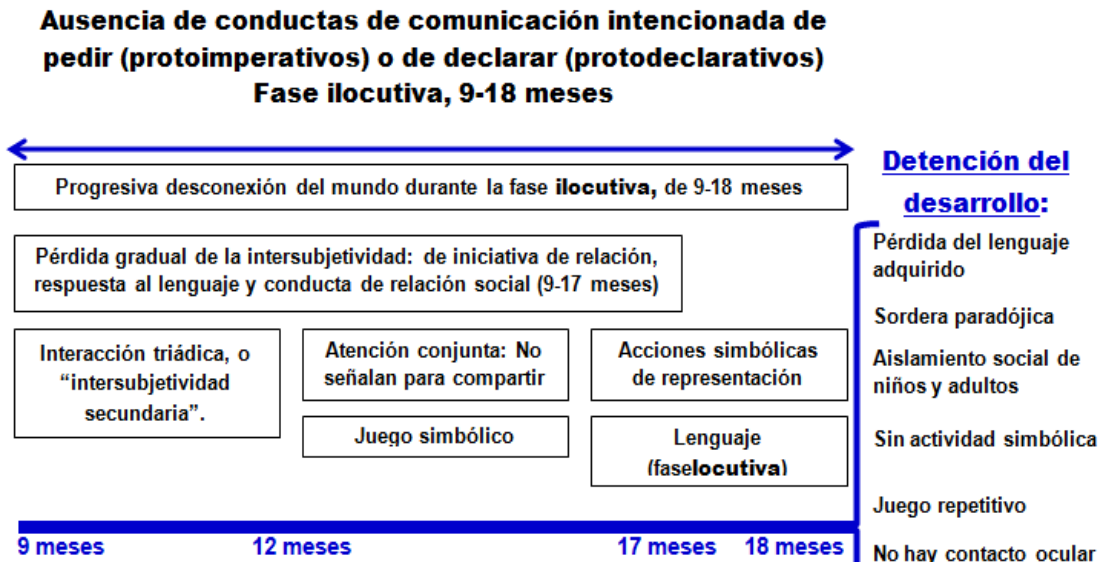 Ausencia de conductas de comunicación intencionada de
pedir (protoimperativos) o de declarar (protodeclarativos)
Fase ilocutiva, 9-18 meses
Progresiva desconexión del mundo durante la fase ilocutiva, de 9-18 meses
Pérdida gradual de la intersubjetividad: de iniciativa de relación,
respuesta al lenguaje y conducta de relación social (9-17 meses)
Interacción triádica, o
“intersubjetividad
secundaria”.
Atención conjunta: No
señalan para compartir
Juego simbólico
Acciones simbólicas
de representación
Lenguaje
(faselocutiva)
9 meses
12 meses
17 meses
18 meses
Detención del
desarrollo:
Pérdida del lenguaje
adquirido
Sordera paradójica
Aislamiento social de
niños y adultos
Sin actividad simbólica
Juego repetitivo
No hay contacto ocular